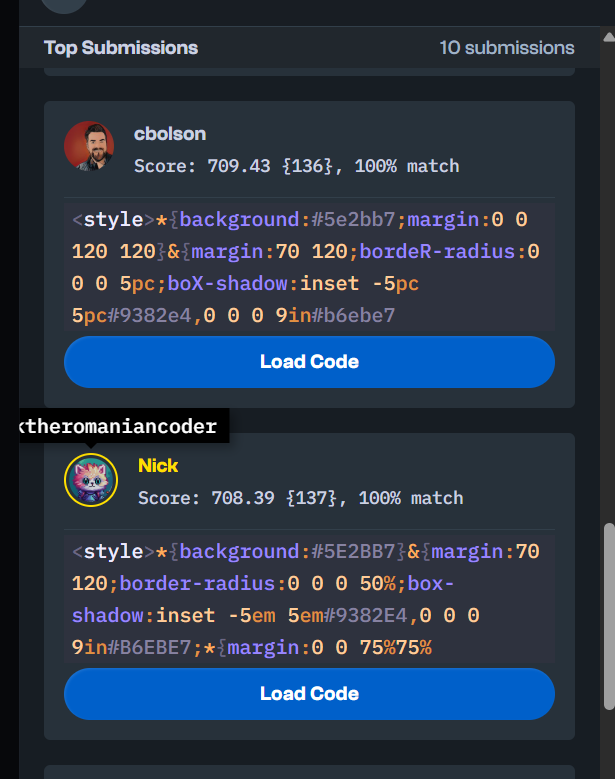 Top Submissions 10 submissions
cbolson
Score: 709.43 {136}, 100% match
<style>*{background:#5e2bb7;margin:0 0
120 120}&{margin:70 120;bordeR-radius:0
0 0 5pc;boX-shadow:inset -5pc
5pc#9382e4,0 0 0 9in#b6ebe7
Load Code
ktheromaniancoder
Nick
Score: 708.39 {137}, 100% match
<style>*{background:#5E2BB7}&{margin:70
120;border-radius:0 0 0 50%;box-
shadow:inset -5em 5em#9382E4,0 0 0
9in#B6EBE7;*{margin:0 0 75%75%
Load Code